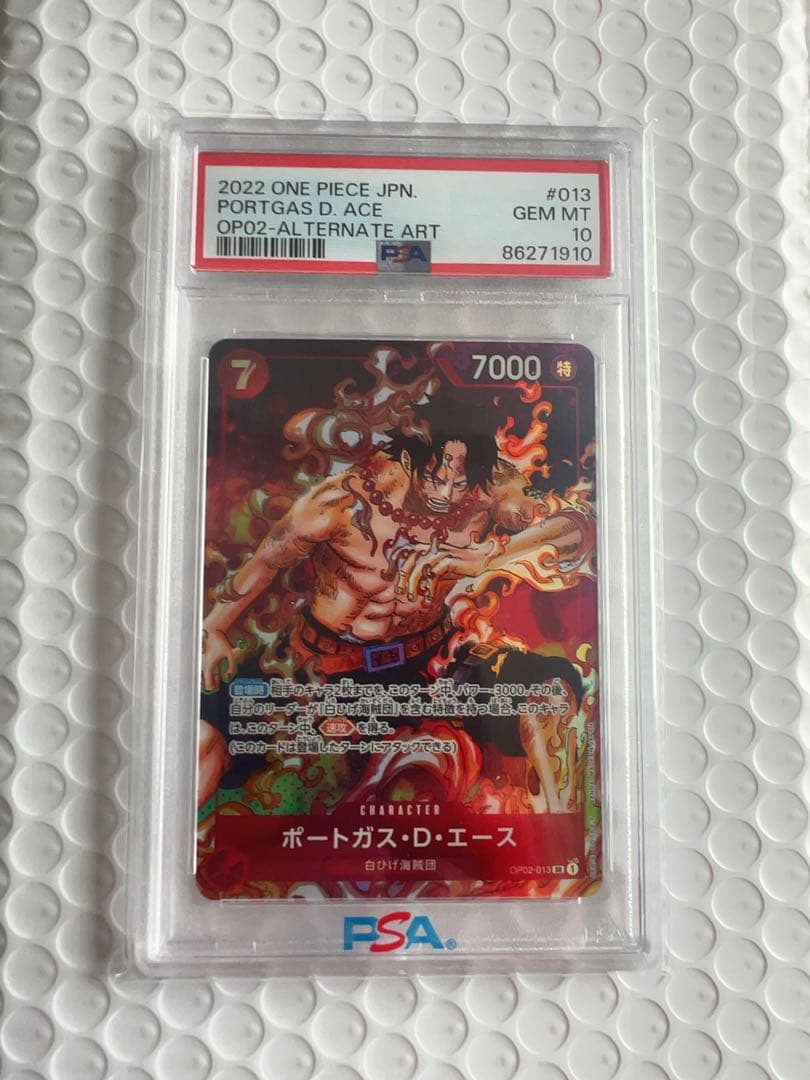 2022 ONE PIECE JPN.
#013
PORTGAS D. ACE
GEM MT
OP02-ALTERNATE ART
10
PSA
86271910
7
7000
特
登場時 相手のキャラ2枚までを、このターン中、パワー-3000。その後、
自分のリーダーが「白ひげ海賊団」を含む特徴を持つ場合、このキャラ
は、このターン中、速攻 を得る。
(このカードは登場したターンにアタックできる)
CHARACTER
ポートガス・D・エース
白ひげ海賊団
OP02-013 SR 1
PSA®